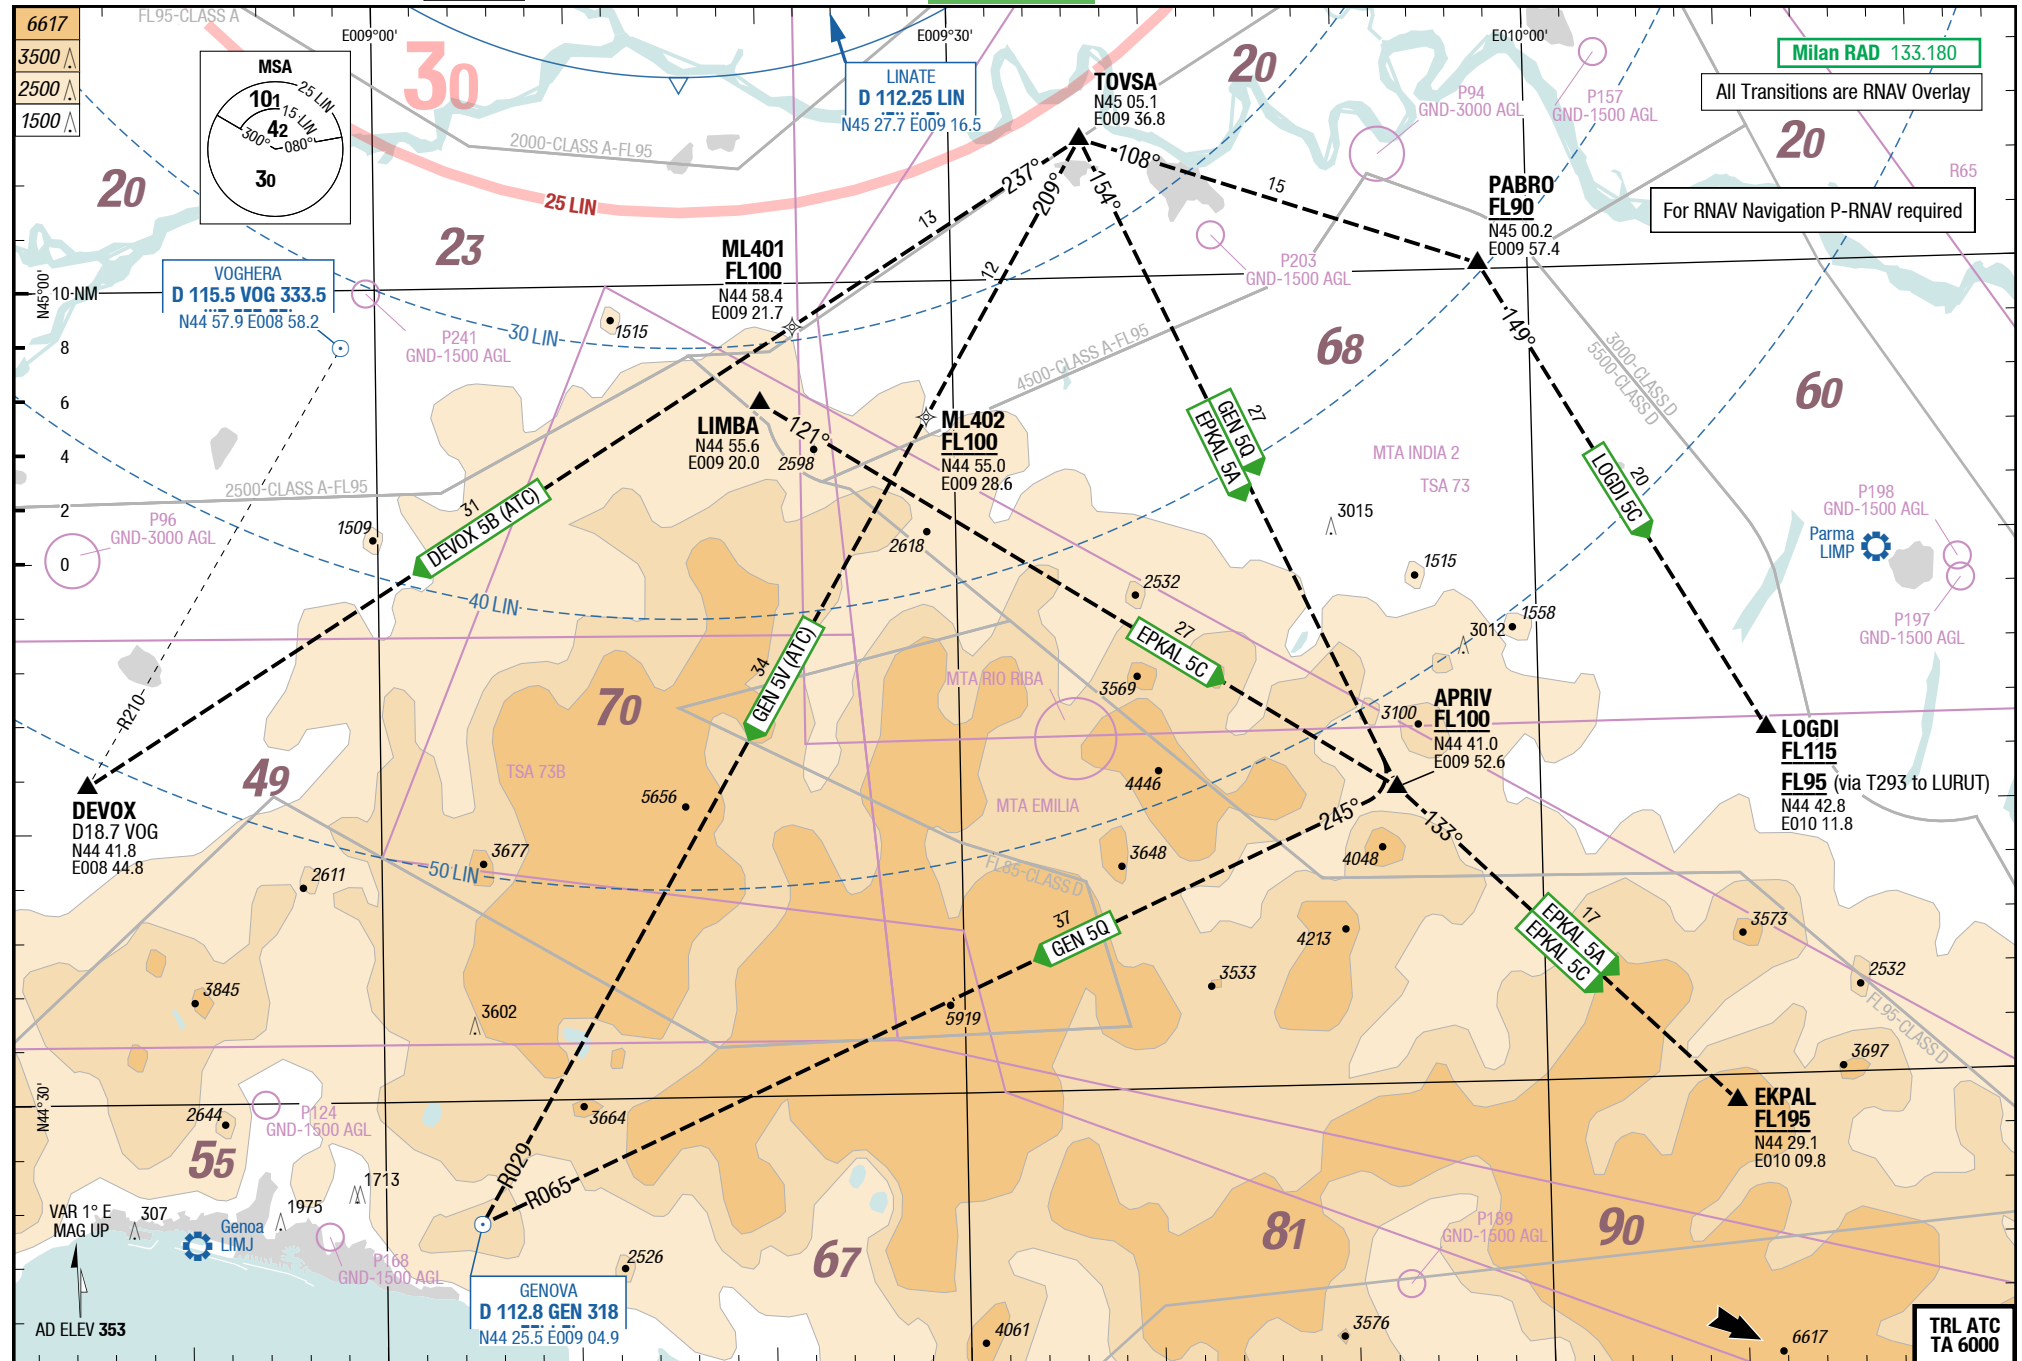 6617
3500
2500
1500
FL95-CLASS A
E009°00'
E009°30'
E010°00'
MSA
25 LIN
101
15 LIN
42
300°
080°
30
30
LINATE
D 112.25 LIN
N45 27.7 E009 16.5
TOVSA
N45 05.1
E009 36.8
20
P94
GND-3000 AGL
P157
GND-1500 AGL
Milan RAD 133.180
All Transitions are RNAV Overlay
20
R65
For RNAV Navigation P-RNAV required
2000-CLASS A-FL95
20
25 LIN
23
237°
209°
154°
108°
15
13
12
PABRO
FL90
N45 00.2
E009 57.4
ML401
FL100
N44 58.4
E009 21.7
P203
GND-1500 AGL
VOGHERA
D 115.5 VOG 333.5
N44 57.9 E008 58.2
N45°00'
10 NM
8
6
4
2
0
P241
GND-1500 AGL
1515
30 LIN
68
149°
3000-CLASS D
5500-CLASS D
60
4500-CLASS A-FL95
LIMBA
N44 55.6
E009 20.0
121°
2598
ML402
FL100
N44 55.0
E009 28.6
27
GEN 5Q
EPKAL 5A
MTA INDIA 2
TSA 73
20
LOGDI 5C
P198
GND-1500 AGL
2500-CLASS A-FL95
P96
GND-3000 AGL
1509
31
DEVOX 5B (ATC)
2618
3015
Parma
LIMP
1515
2532
40 LIN
1558
3012
P197
GND-1500 AGL
R210
34
GEN 5V (ATC)
27
EPKAL 5C
MTA RIO RIBA
3569
70
3100
APRIV
FL100
N44 41.0
E009 52.6
LOGDI
FL115
FL95 (via T293 to LURUT)
N44 42.8
E010 11.8
49
TSA 73B
5656
4446
MTA EMILIA
DEVOX
D18.7 VOG
N44 41.8
E008 44.8
245°
133°
3677
50 LIN
2611
3648
4048
FL85-CLASS D
37
GEN 5Q
4213
17
EPKAL 5A
EPKAL 5C
3573
3845
3602
5919
3533
2532
FL95-CLASS D
3697
N44°30'
2644
P124
GND-1500 AGL
3664
EKPAL
FL195
N44 29.1
E010 09.8
55
R029
R065
1713
1975
VAR 1° E
MAG UP
307
Genoa
LIMJ
P168
GND-1500 AGL
P189
GND-1500 AGL
81
90
67
2526
GENOVA
D 112.8 GEN 318
N44 25.5 E009 04.9
AD ELEV 353
4061
3576
6617
TRL ATC
TA 6000